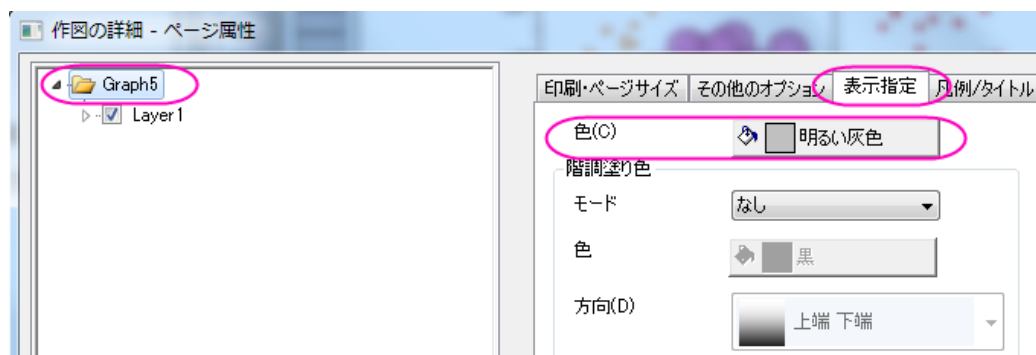 作図の詳細 - ページ属性
Graph5
Layer1
印刷・ページサイズ その他のオプション 表示指定 凡例/タイトル
色(C) 明るい灰色
階調塗り色
モード なし
色 黒
方向(D) 上端 下端